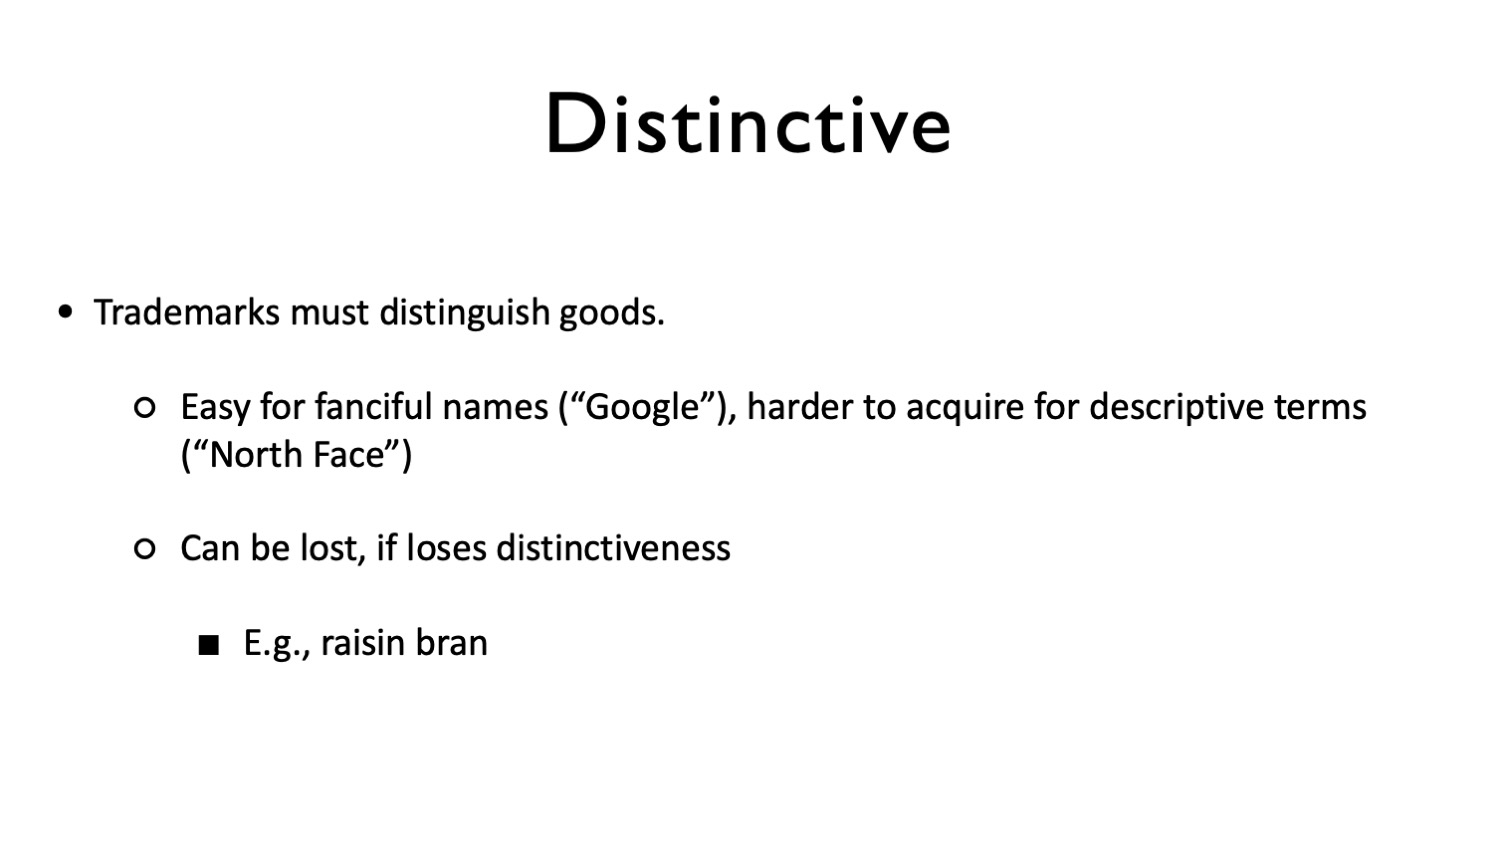 Distinctive
• Trademarks must distinguish goods.
○ Easy for fanciful names (“Google”), harder to acquire for descriptive terms
(“North Face”)
○ Can be lost, if loses distinctiveness
■ E.g., raisin bran